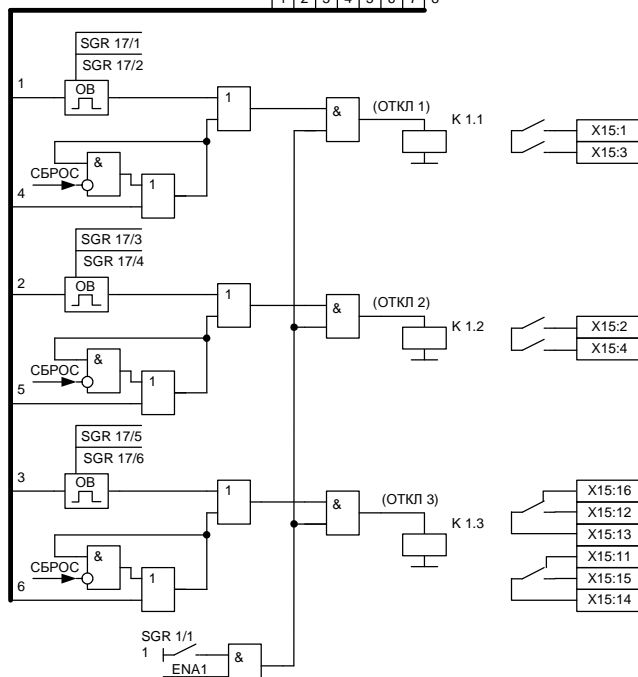 1 2 3 4 5 6 7 8
SGR 17/1
SGR 17/2
1
ОВ
1
&
(ОТКЛ 1)
K 1.1
X15:1
X15:3
СБРОС
&
1
4
SGR 17/3
SGR 17/4
2
ОВ
1
&
(ОТКЛ 2)
K 1.2
X15:2
X15:4
СБРОС
&
1
5
SGR 17/5
SGR 17/6
3
ОВ
1
&
(ОТКЛ 3)
K 1.3
X15:16
X15:12
X15:13
X15:11
X15:15
X15:14
СБРОС
&
1
6
SGR 1/1
1
&
ENA1